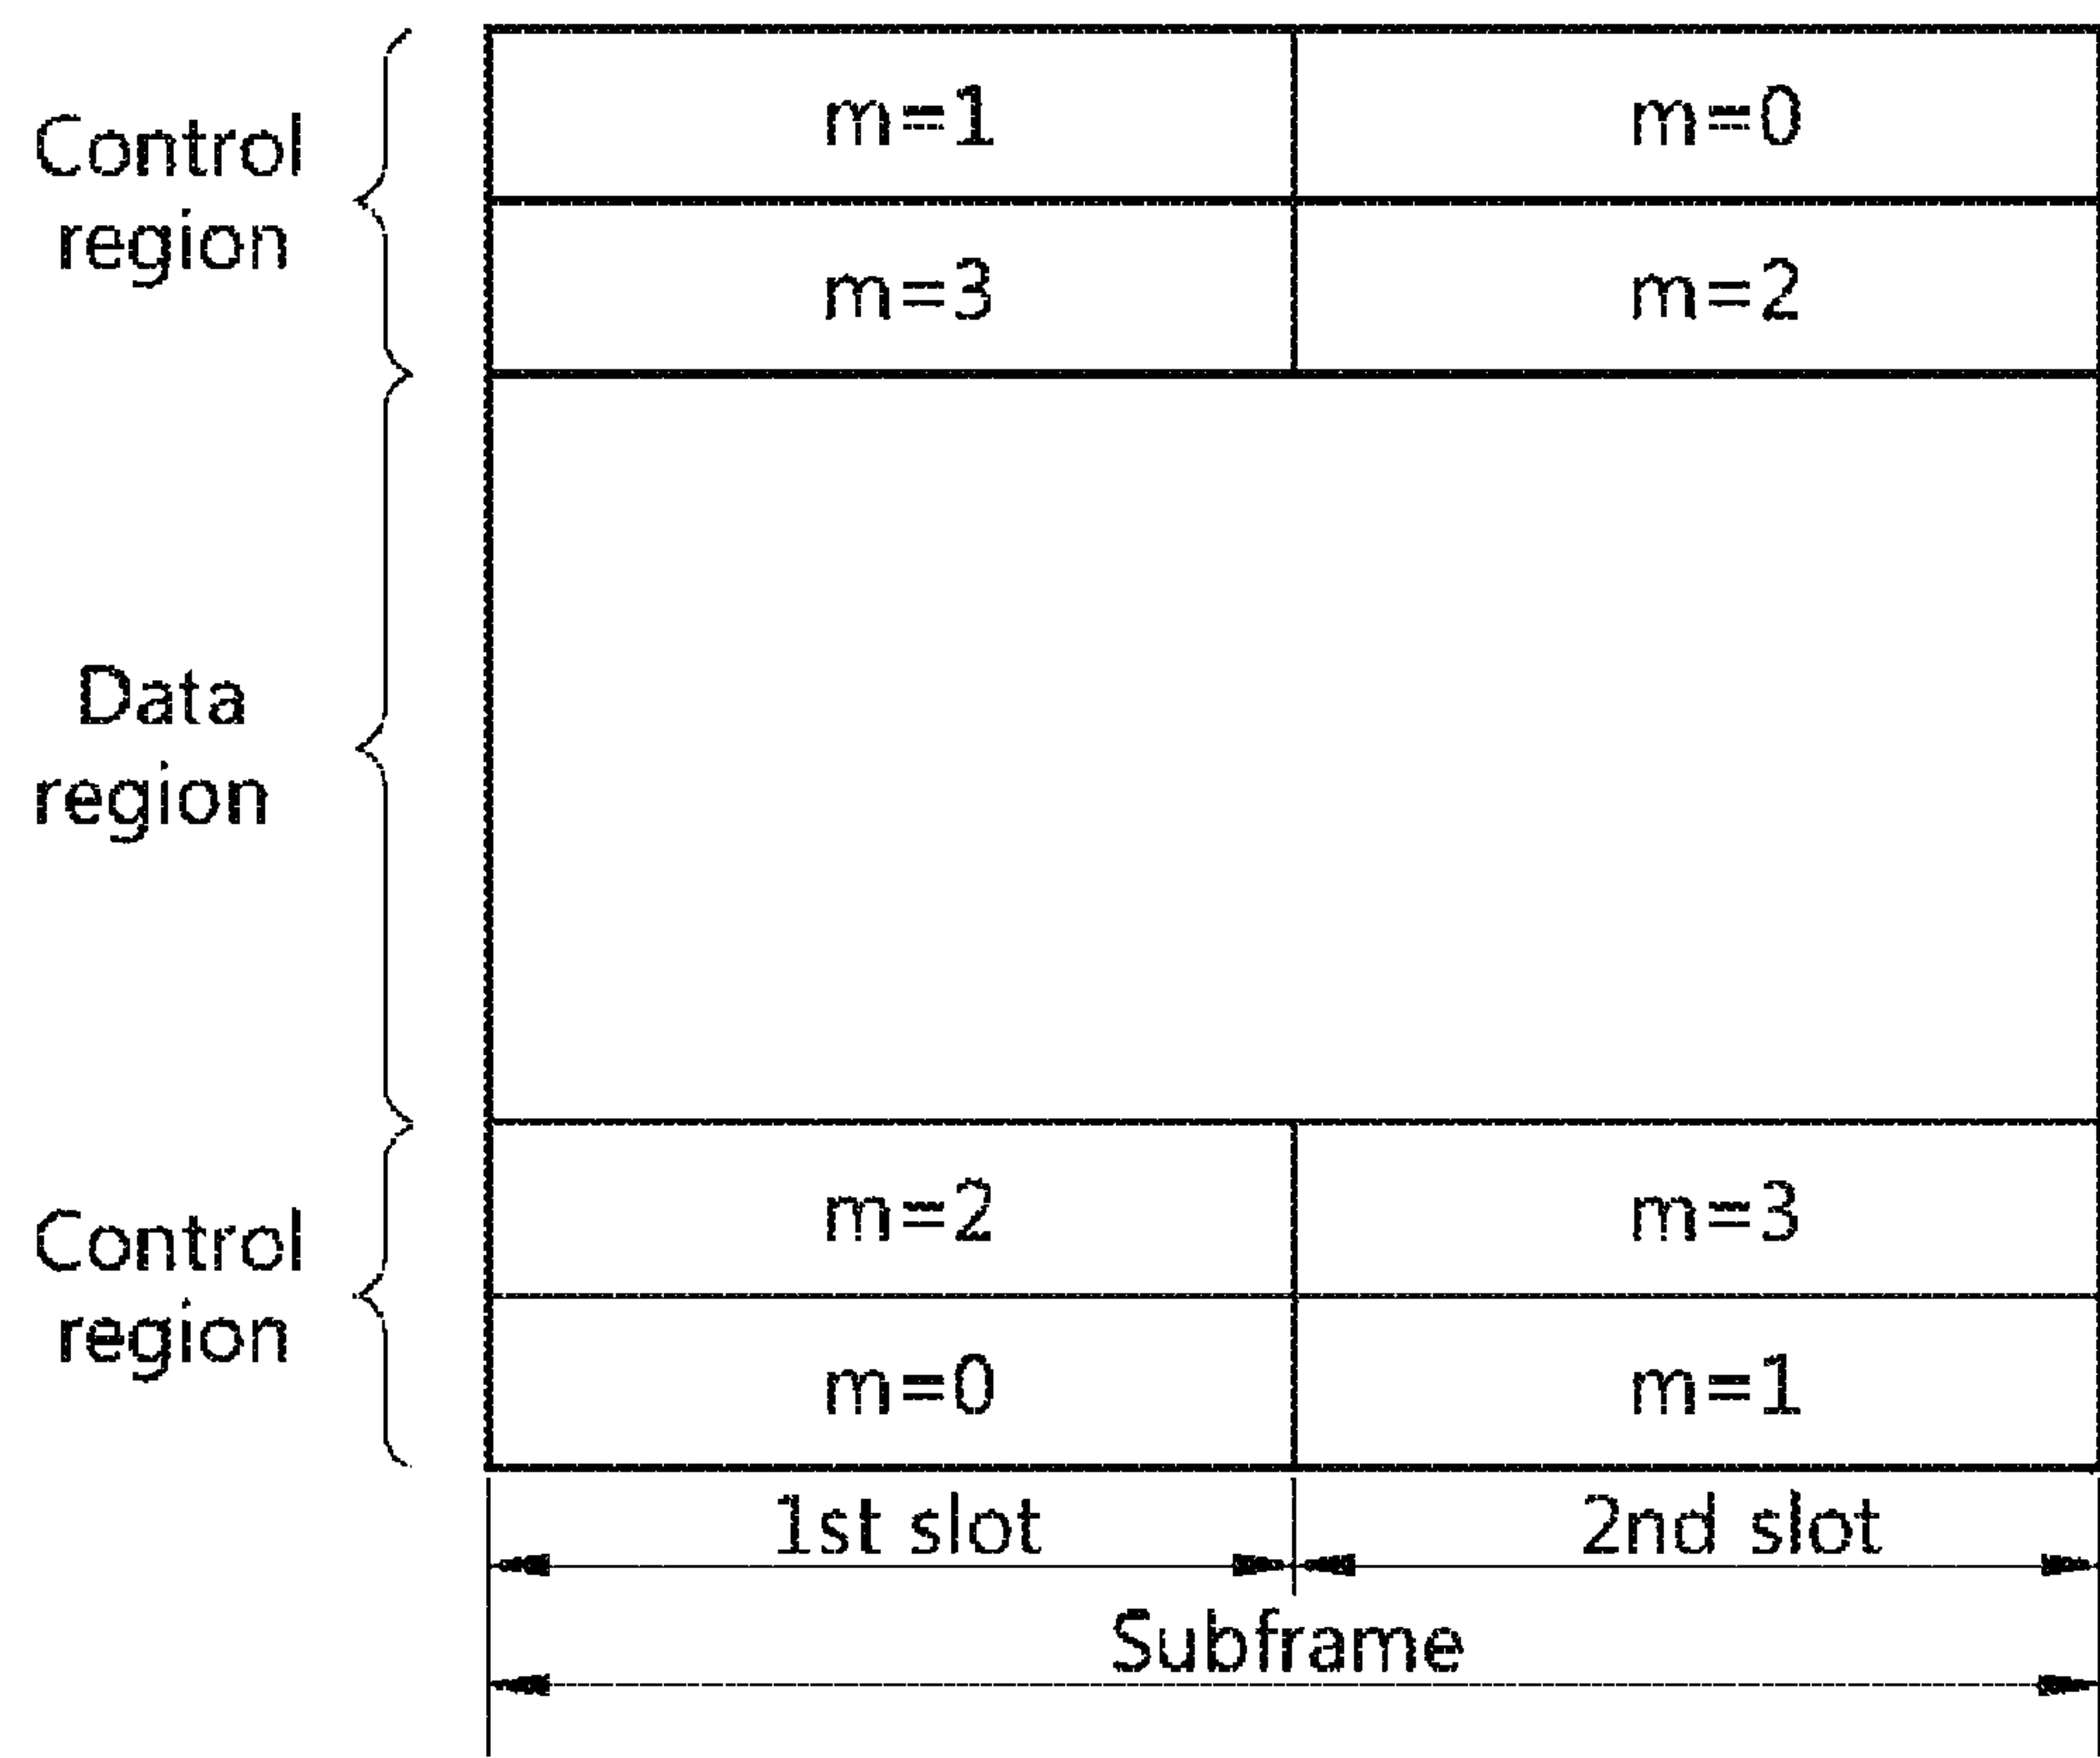 m=1 m=0
Control
region
m=3 m=2
Data
region
m=2 m=3
Control
region
m=0 m=1
1st slot 2nd slot
Subframe